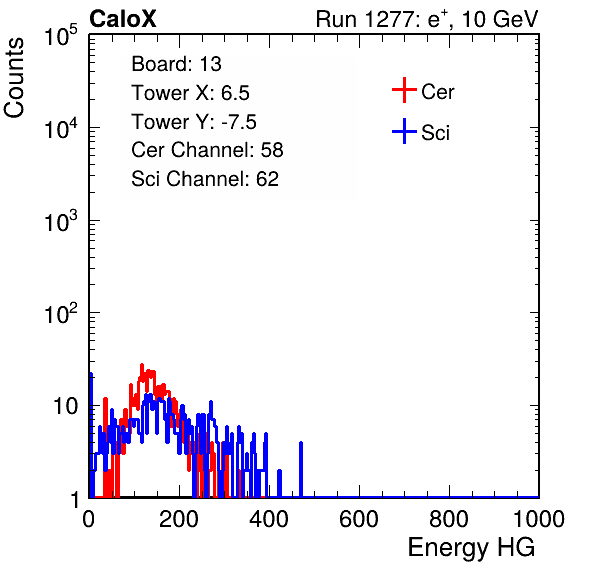 CaloX Run 1277: e⁺, 10 GeV
Counts
Board: 13
Tower X: 6.5
Tower Y: -7.5
Cer Channel: 58
Sci Channel: 62
Cer
Sci
10⁵
10⁴
10³
10²
10
1
0 200 400 600 800 1000
Energy HG